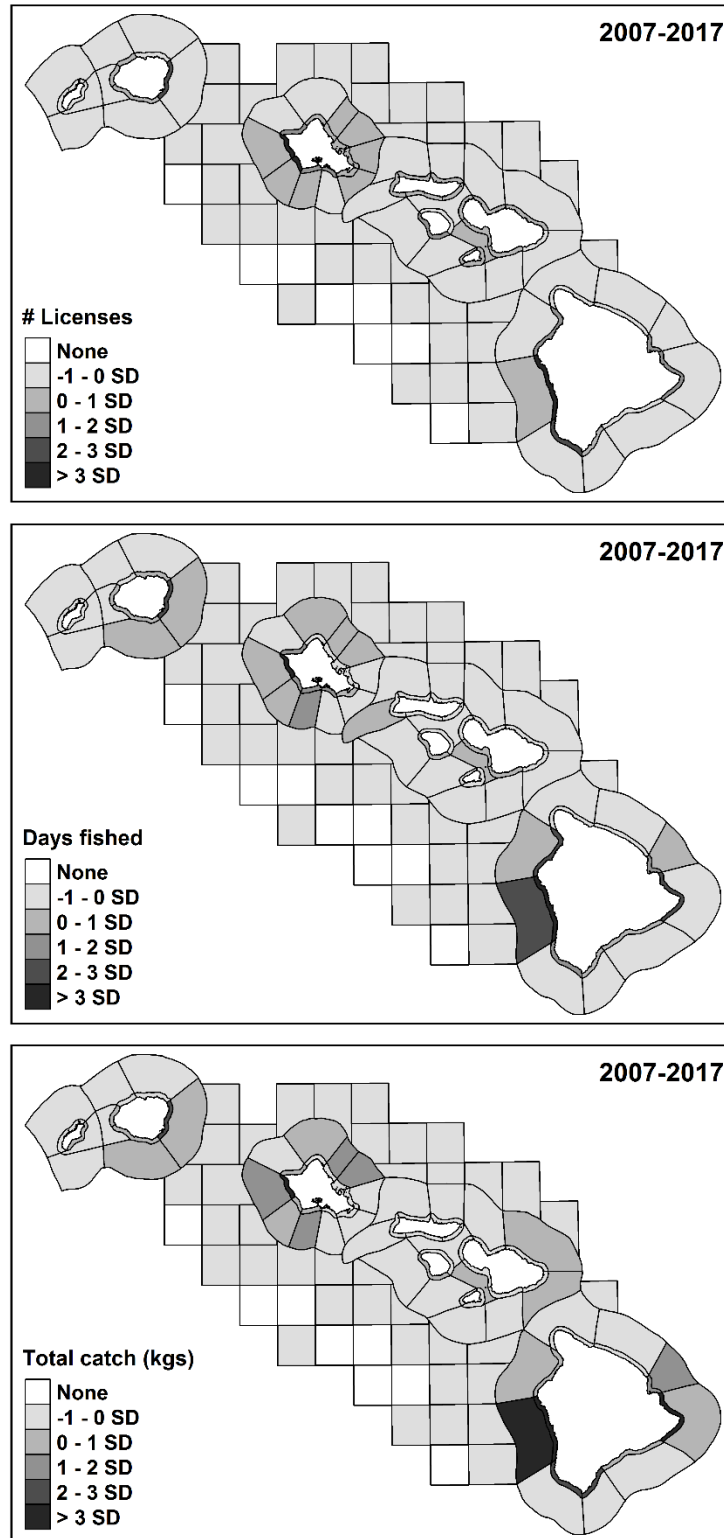 2007-2017
# Licenses
None
-1 - 0 SD
0 - 1 SD
1 - 2 SD
2 - 3 SD
> 3 SD
2007-2017
Days fished
None
-1 - 0 SD
0 - 1 SD
1 - 2 SD
2 - 3 SD
> 3 SD
2007-2017
Total catch (kgs)
None
-1 - 0 SD
0 - 1 SD
1 - 2 SD
2 - 3 SD
> 3 SD